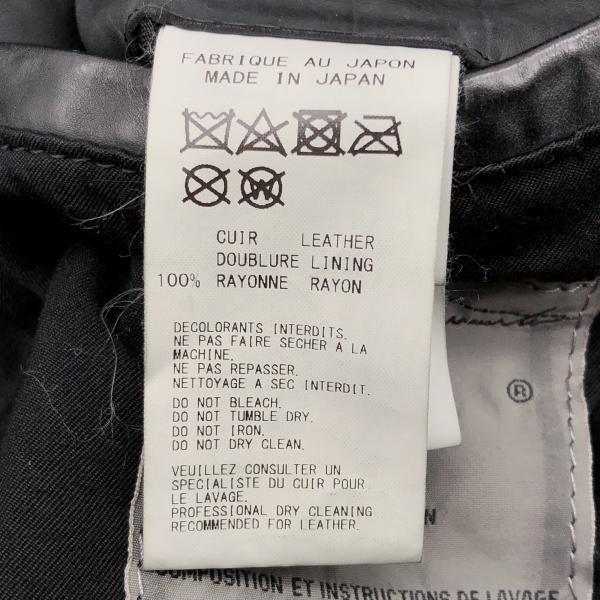 FABRIQUE AU JAPON
MADE IN JAPAN
W
CUIR LEATHER
DOUBLURE LINING
100% RAYONNE RAYON
DECOLORANTS INTERDITS.
NE PAS FAIRE SECHER A LA
MACHINE.
NE PAS REPASSER.
NETTOYAGE A SEC INTERDIT.
DO NOT BLEACH.
DO NOT TUMBLE DRY.
DO NOT IRON.
DO NOT DRY CLEAN.
VEUILLEZ CONSULTER UN
SPECIALISTE DU CUIR POUR
LE LAVAGE.
PROFESSIONAL DRY CLEANING
RECOMMENDED FOR LEATHER.
®
N
COMPOSITION ET INSTRUCTIONS DE LAVAGE